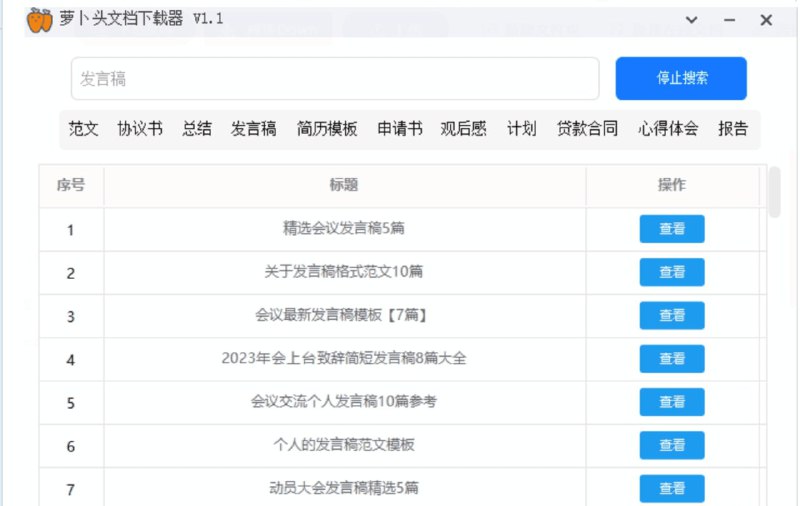 萝卜头文档下载器 V1.1
发言稿 停止搜索
范文 协议书 总结 发言稿 简历模板 申请书 观后感 计划 贷款合同 心得体会 报告
序号 标题 操作
1 精选会议发言稿5篇 查看
2 关于发言稿格式范文10篇 查看
3 会议最新发言稿模板【7篇】 查看
4 2023年会上台致辞简短发言稿8篇大全 查看
5 会议交流个人发言稿10篇参考 查看
6 个人的发言稿范文模板 查看
7 动员大会发言稿精选5篇 查看